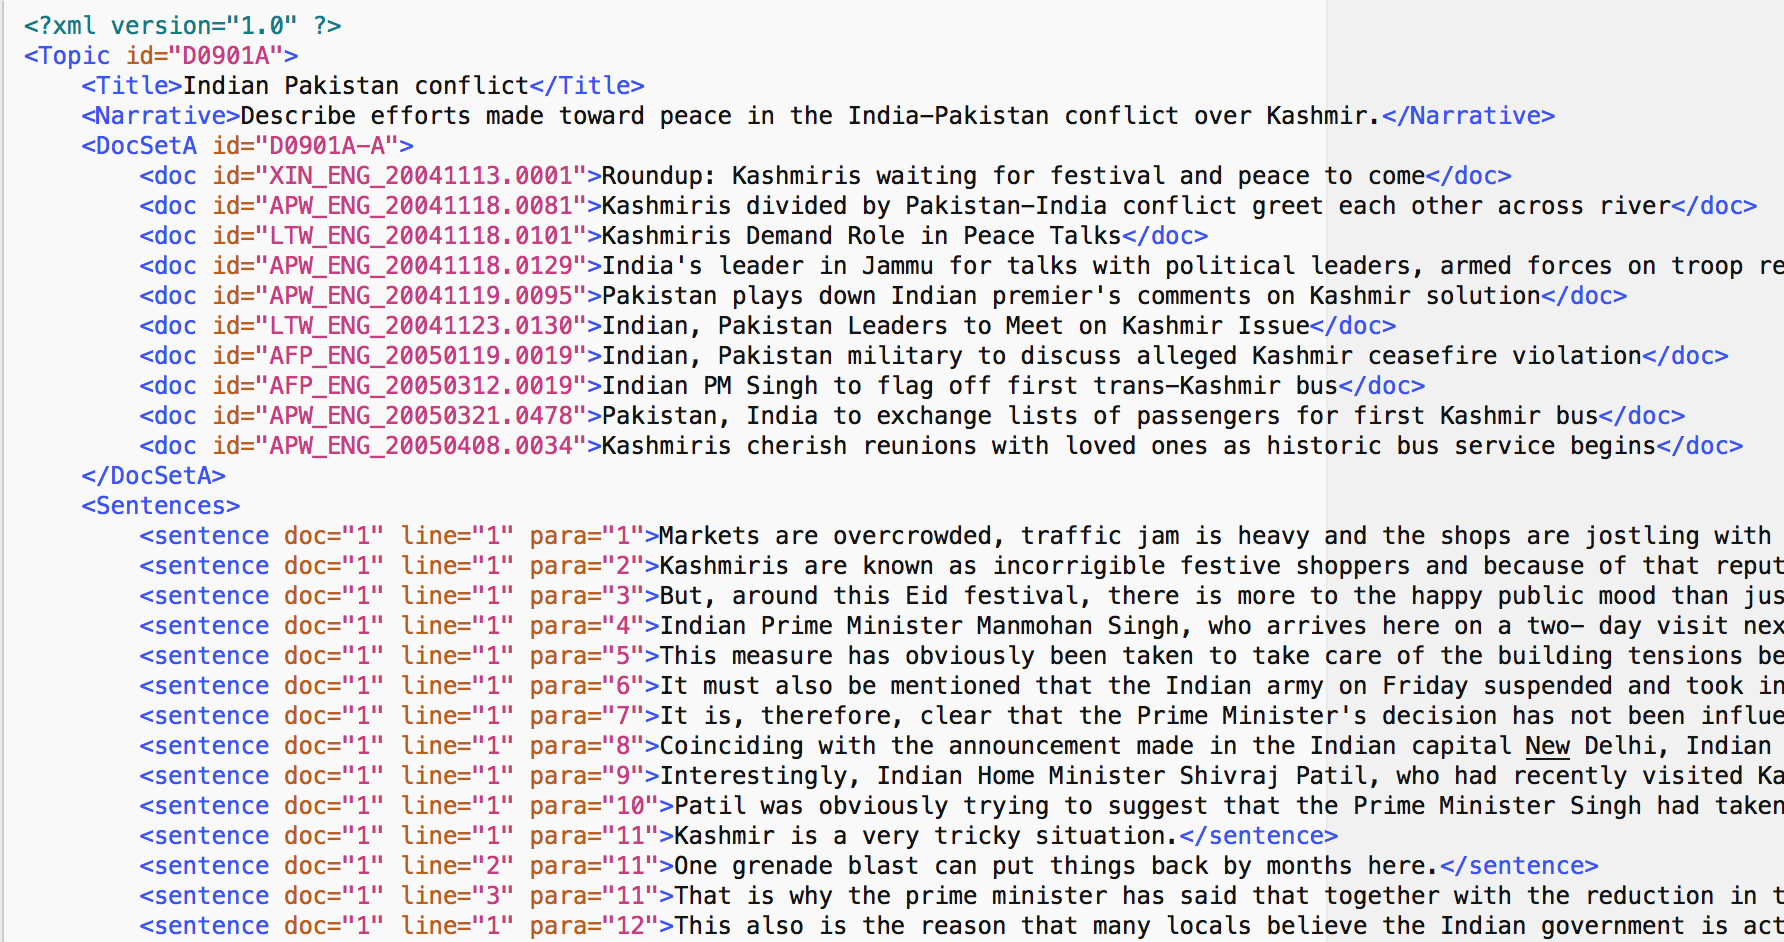 <?xml version="1.0" ?>
<Topic id="D0901A">
<Title>Indian Pakistan conflict</Title>
<Narrative>Describe efforts made toward peace in the India-Pakistan conflict over Kashmir.</Narrative>
<DocSetA id="D0901A-A">
<doc id="XIN_ENG_20041113.0001">Roundup: Kashmiris waiting for festival and peace to come</doc>
<doc id="APW_ENG_20041118.0081">Kashmiris divided by Pakistan-India conflict greet each other across river</doc>
<doc id="LTW_ENG_20041118.0101">Kashmiris Demand Role in Peace Talks</doc>
<doc id="APW_ENG_20041118.0129">India's leader in Jammu for talks with political leaders, armed forces on troop re
<doc id="APW_ENG_20041119.0095">Pakistan plays down Indian premier's comments on Kashmir solution</doc>
<doc id="LTW_ENG_20041123.0130">Indian, Pakistan Leaders to Meet on Kashmir Issue</doc>
<doc id="AFP_ENG_20050119.0019">Indian, Pakistan military to discuss alleged Kashmir ceasefire violation</doc>
<doc id="AFP_ENG_20050312.0019">Indian PM Singh to flag off first trans-Kashmir bus</doc>
<doc id="APW_ENG_20050321.0478">Pakistan, India to exchange lists of passengers for first Kashmir bus</doc>
<doc id="APW_ENG_20050408.0034">Kashmiris cherish reunions with loved ones as historic bus service begins</doc>
</DocSetA>
<Sentences>
<sentence doc="1" line="1" para="1">Markets are overcrowded, traffic jam is heavy and the shops are jostling with
<sentence doc="1" line="1" para="2">Kashmiris are known as incorrigible festive shoppers and because of that reput
<sentence doc="1" line="1" para="3">But, around this Eid festival, there is more to the happy public mood than jus
<sentence doc="1" line="1" para="4">Indian Prime Minister Manmohan Singh, who arrives here on a two- day visit nex
<sentence doc="1" line="1" para="5">This measure has obviously been taken to take care of the building tensions be
<sentence doc="1" line="1" para="6">It must also be mentioned that the Indian army on Friday suspended and took in
<sentence doc="1" line="1" para="7">It is, therefore, clear that the Prime Minister's decision has not been influe
<sentence doc="1" line="1" para="8">Coinciding with the announcement made in the Indian capital New Delhi, Indian
<sentence doc="1" line="1" para="9">Interestingly, Indian Home Minister Shivraj Patil, who had recently visited Ka
<sentence doc="1" line="1" para="10">Patil was obviously trying to suggest that the Prime Minister Singh had taken
<sentence doc="1" line="1" para="11">Kashmir is a very tricky situation.</sentence>
<sentence doc="1" line="2" para="11">One grenade blast can put things back by months here.</sentence>
<sentence doc="1" line="3" para="11">That is why the prime minister has said that together with the reduction in t
<sentence doc="1" line="1" para="12">This also is the reason that many locals believe the Indian government is act